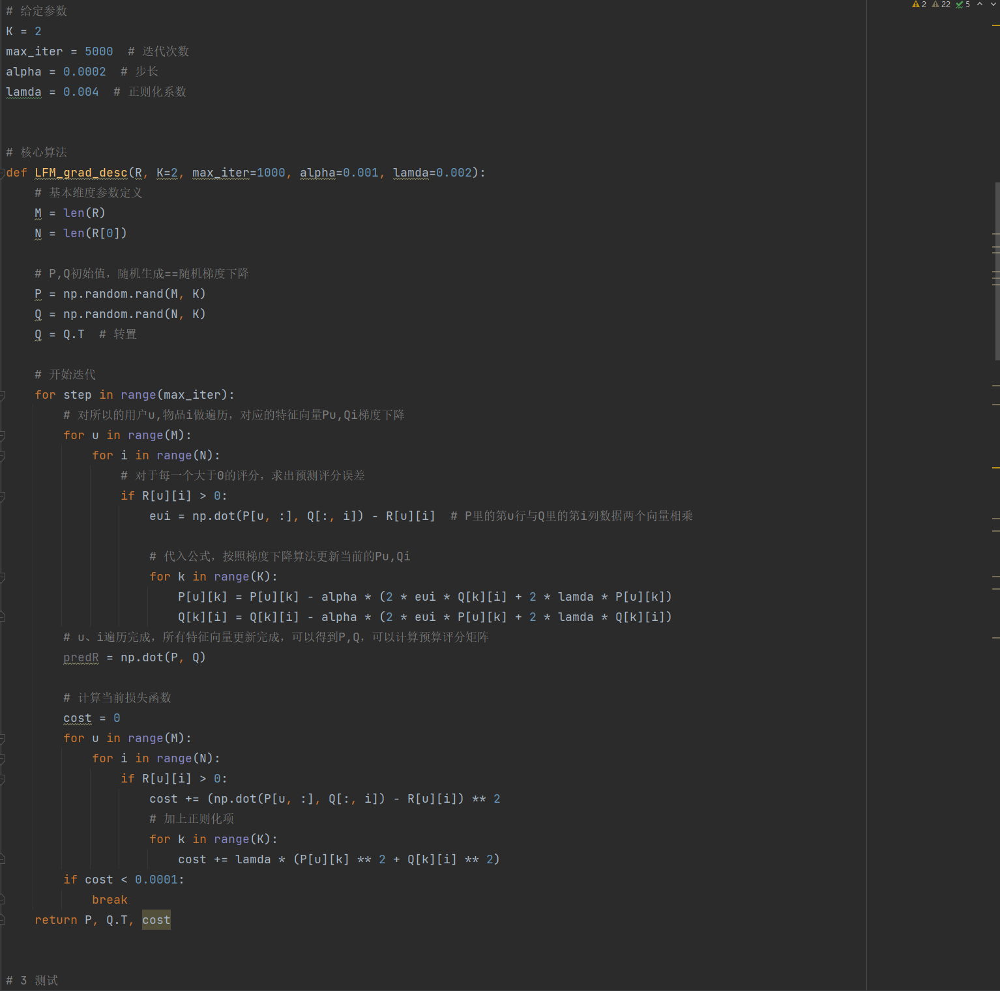 2 22 5
# 给定参数
K = 2
max_iter = 5000  # 迭代次数
alpha = 0.0002  # 步长
lamda = 0.004  # 正则化系数
# 核心算法
def LFM_grad_desc(R, K=2, max_iter=1000, alpha=0.001, lamda=0.002):
    # 基本维度参数定义
    M = len(R)
    N = len(R[0])
    # P,Q初始值，随机生成==随机梯度下降
    P = np.random.rand(M, K)
    Q = np.random.rand(N, K)
    Q = Q.T  # 转置
    # 开始迭代
    for step in range(max_iter):
        # 对所以的用户u,物品i做遍历，对应的特征向量Pu,Qi梯度下降
        for u in range(M):
            for i in range(N):
                # 对于每一个大于0的评分，求出预测评分误差
                if R[u][i] > 0:
                    eui = np.dot(P[u, :], Q[:, i]) - R[u][i]  # P里的第u行与Q里的第i列数据两个向量相乘
                    # 代入公式，按照梯度下降算法更新当前的Pu,Qi
                    for k in range(K):
                        P[u][k] = P[u][k] - alpha * (2 * eui * Q[k][i] + 2 * lamda * P[u][k])
                        Q[k][i] = Q[k][i] - alpha * (2 * eui * P[u][k] + 2 * lamda * Q[k][i])
        # u、i遍历完成，所有特征向量更新完成，可以得到P,Q，可以计算预算评分矩阵
        predR = np.dot(P, Q)
        # 计算当前损失函数
        cost = 0
        for u in range(M):
            for i in range(N):
                if R[u][i] > 0:
                    cost += (np.dot(P[u, :], Q[:, i]) - R[u][i]) ** 2
                    # 加上正则化项
                    for k in range(K):
                        cost += lamda * (P[u][k] ** 2 + Q[k][i] ** 2)
        if cost < 0.0001:
            break
    return P, Q.T, cost
# 3 测试